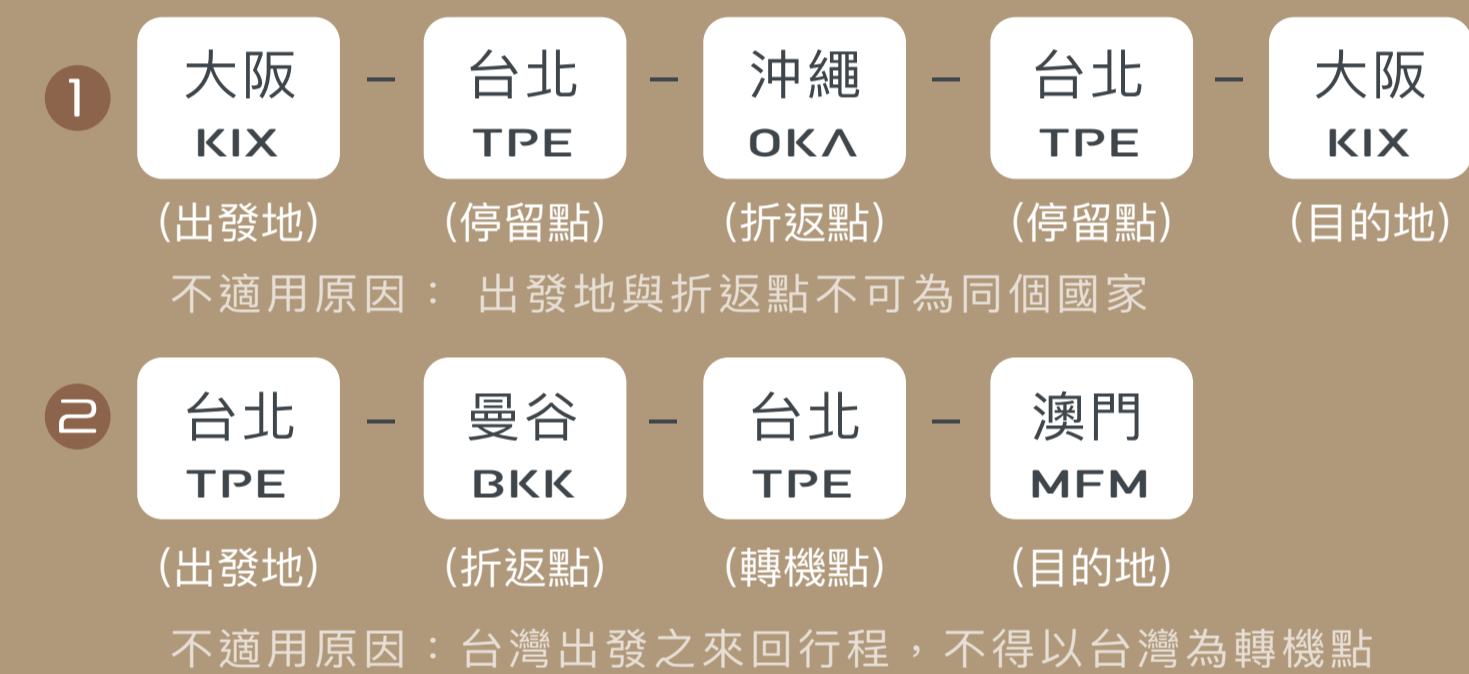 1 大阪 – 台北 – 沖繩 – 台北 – 大阪
KIX TPE OKA TPE KIX
(出發地) (停留點) (折返點) (停留點) (目的地)
不適用原因： 出發地與折返點不可為同個國家
2 台北 – 曼谷 – 台北 – 澳門
TPE BKK TPE MFM
(出發地) (折返點) (轉機點) (目的地)
不適用原因：台灣出發之來回行程，不得以台灣為轉機點